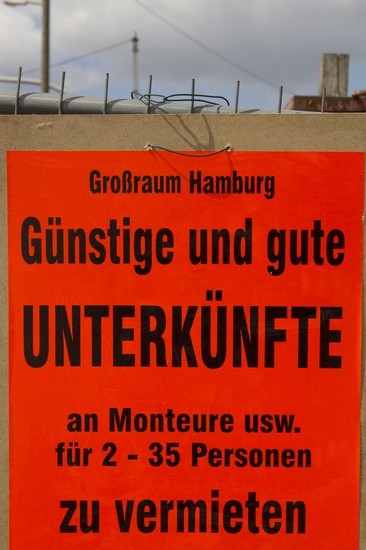 Großraum Hamburg
Günstige und gute
UNTERKÜNFTE
an Monteure usw.
für 2 - 35 Personen
zu vermieten